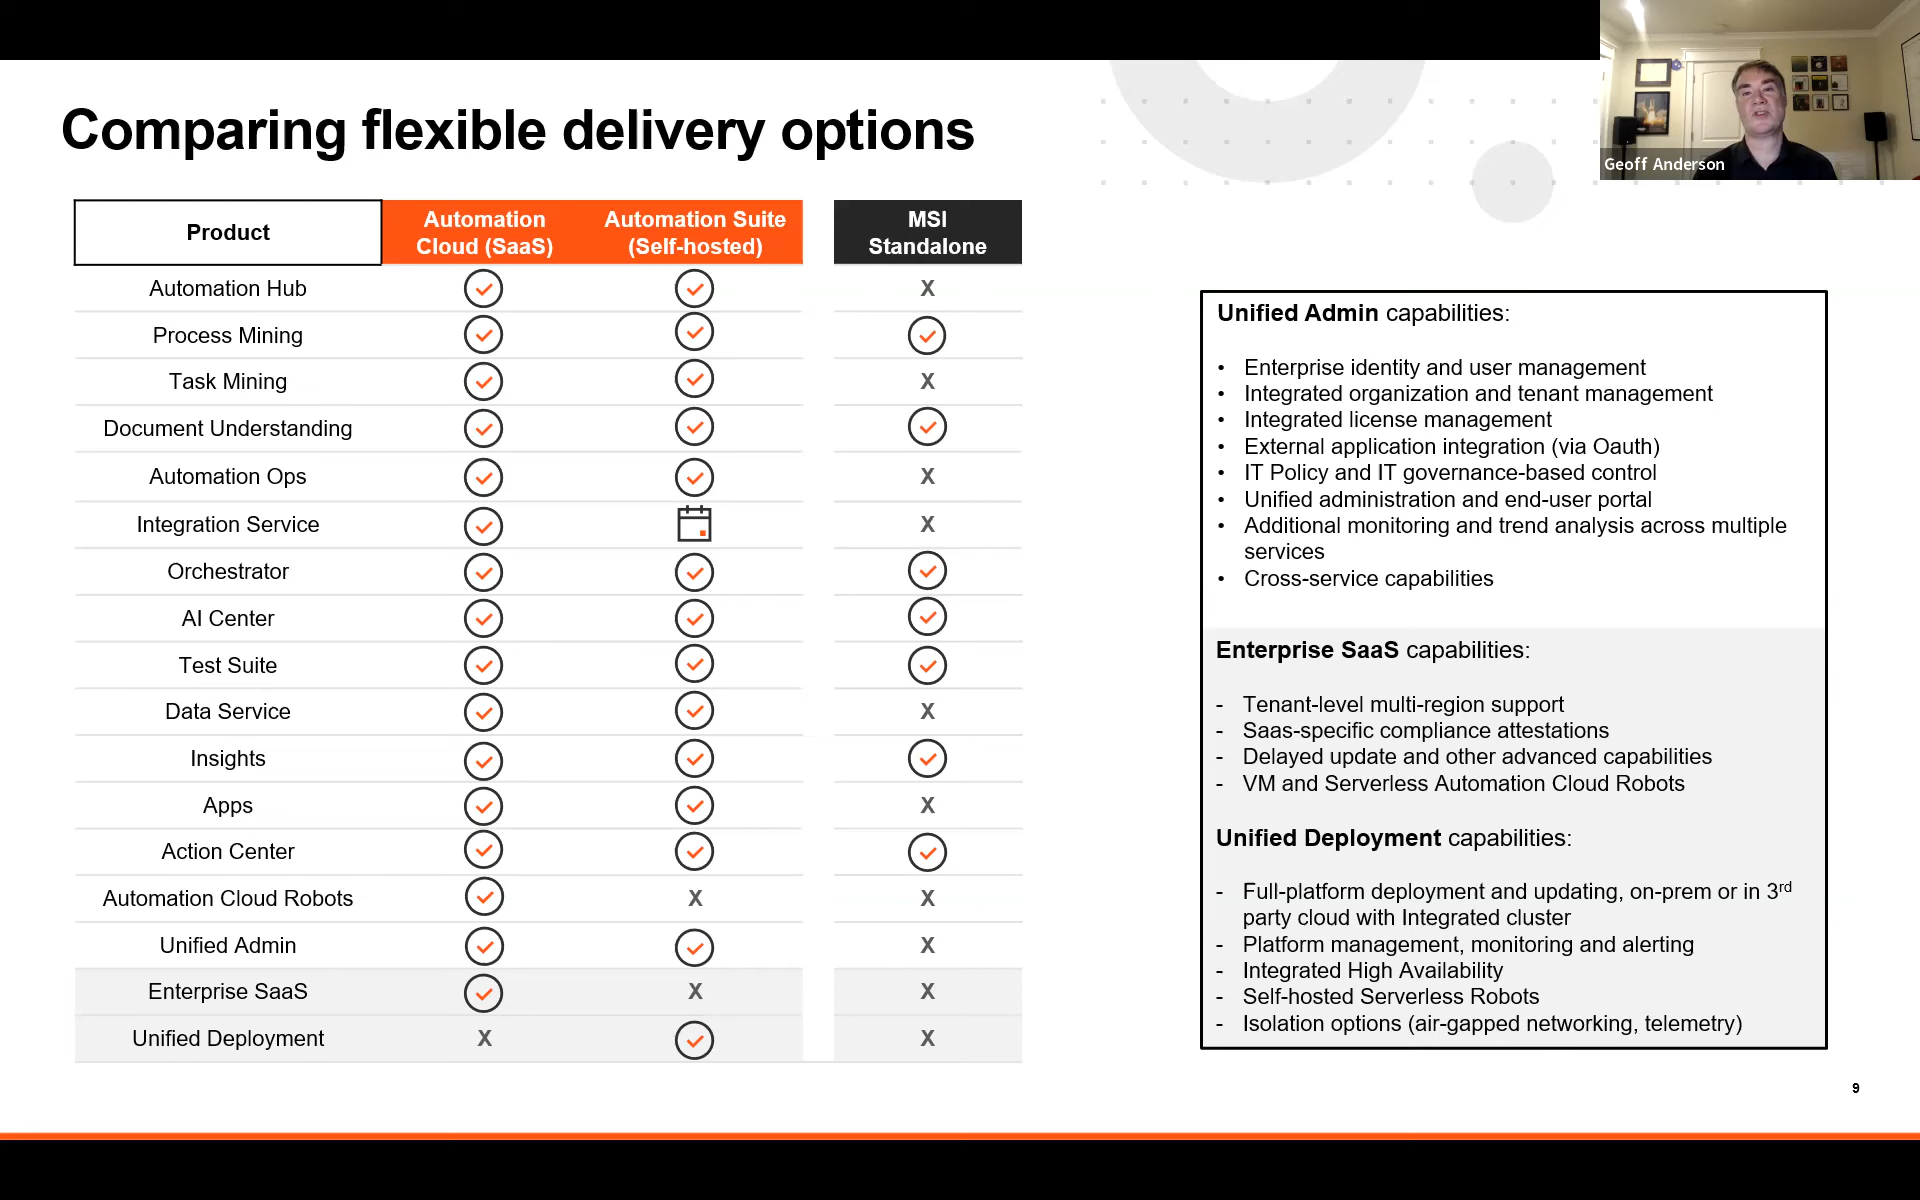 Geoff Anderson
Comparing flexible delivery options
Product
Automation
Cloud (SaaS)
Automation Suite
(Self-hosted)
MSI
Standalone
Automation Hub
X
Process Mining
Task Mining
X
Document Understanding
Automation Ops
X
Integration Service
X
Orchestrator
AI Center
Test Suite
Data Service
X
Insights
Apps
X
Action Center
Automation Cloud Robots
X
X
Unified Admin
X
Enterprise SaaS
X
X
Unified Deployment
X
X
Unified Admin capabilities:
• Enterprise identity and user management
• Integrated organization and tenant management
• Integrated license management
• External application integration (via Oauth)
• IT Policy and IT governance-based control
• Unified administration and end-user portal
• Additional monitoring and trend analysis across multiple
services
• Cross-service capabilities
Enterprise SaaS capabilities:
- Tenant-level multi-region support
- Saas-specific compliance attestations
- Delayed update and other advanced capabilities
- VM and Serverless Automation Cloud Robots
Unified Deployment capabilities:
- Full-platform deployment and updating, on-prem or in 3rd
party cloud with Integrated cluster
- Platform management, monitoring and alerting
- Integrated High Availability
- Self-hosted Serverless Robots
- Isolation options (air-gapped networking, telemetry)
9